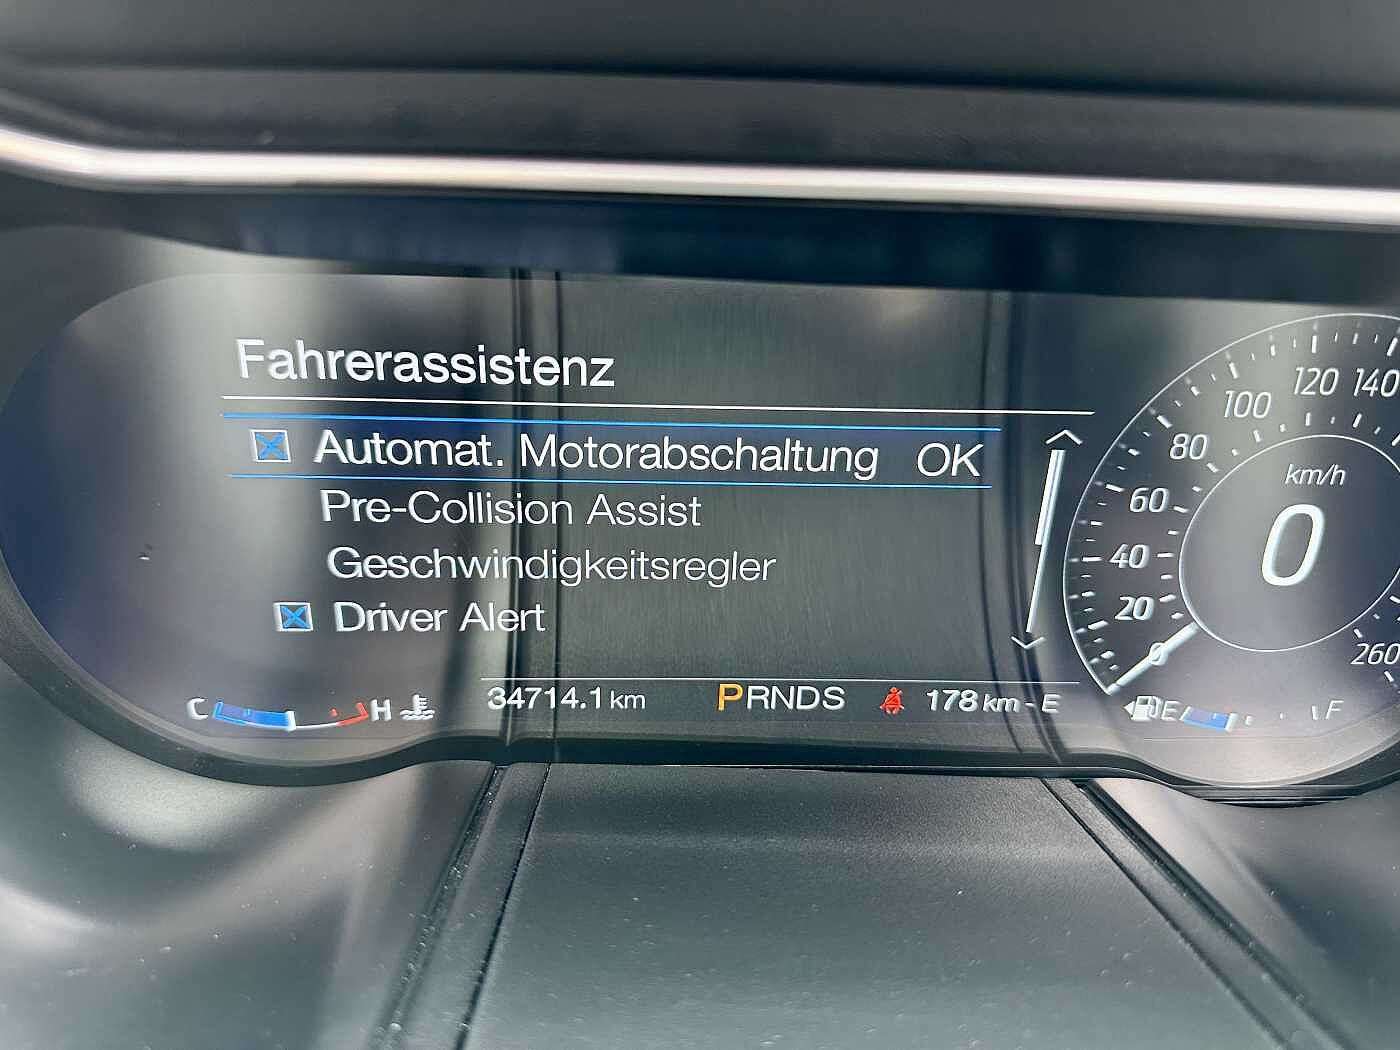 Fahrerassistenz
Automat. Motorabschaltung OK
Pre-Collision Assist
Geschwindigkeitsregler
Driver Alert
C H
34714.1 km PRNDS 178 km - E
E F
0
20
40
60
80
100
120
140
260
km/h
0